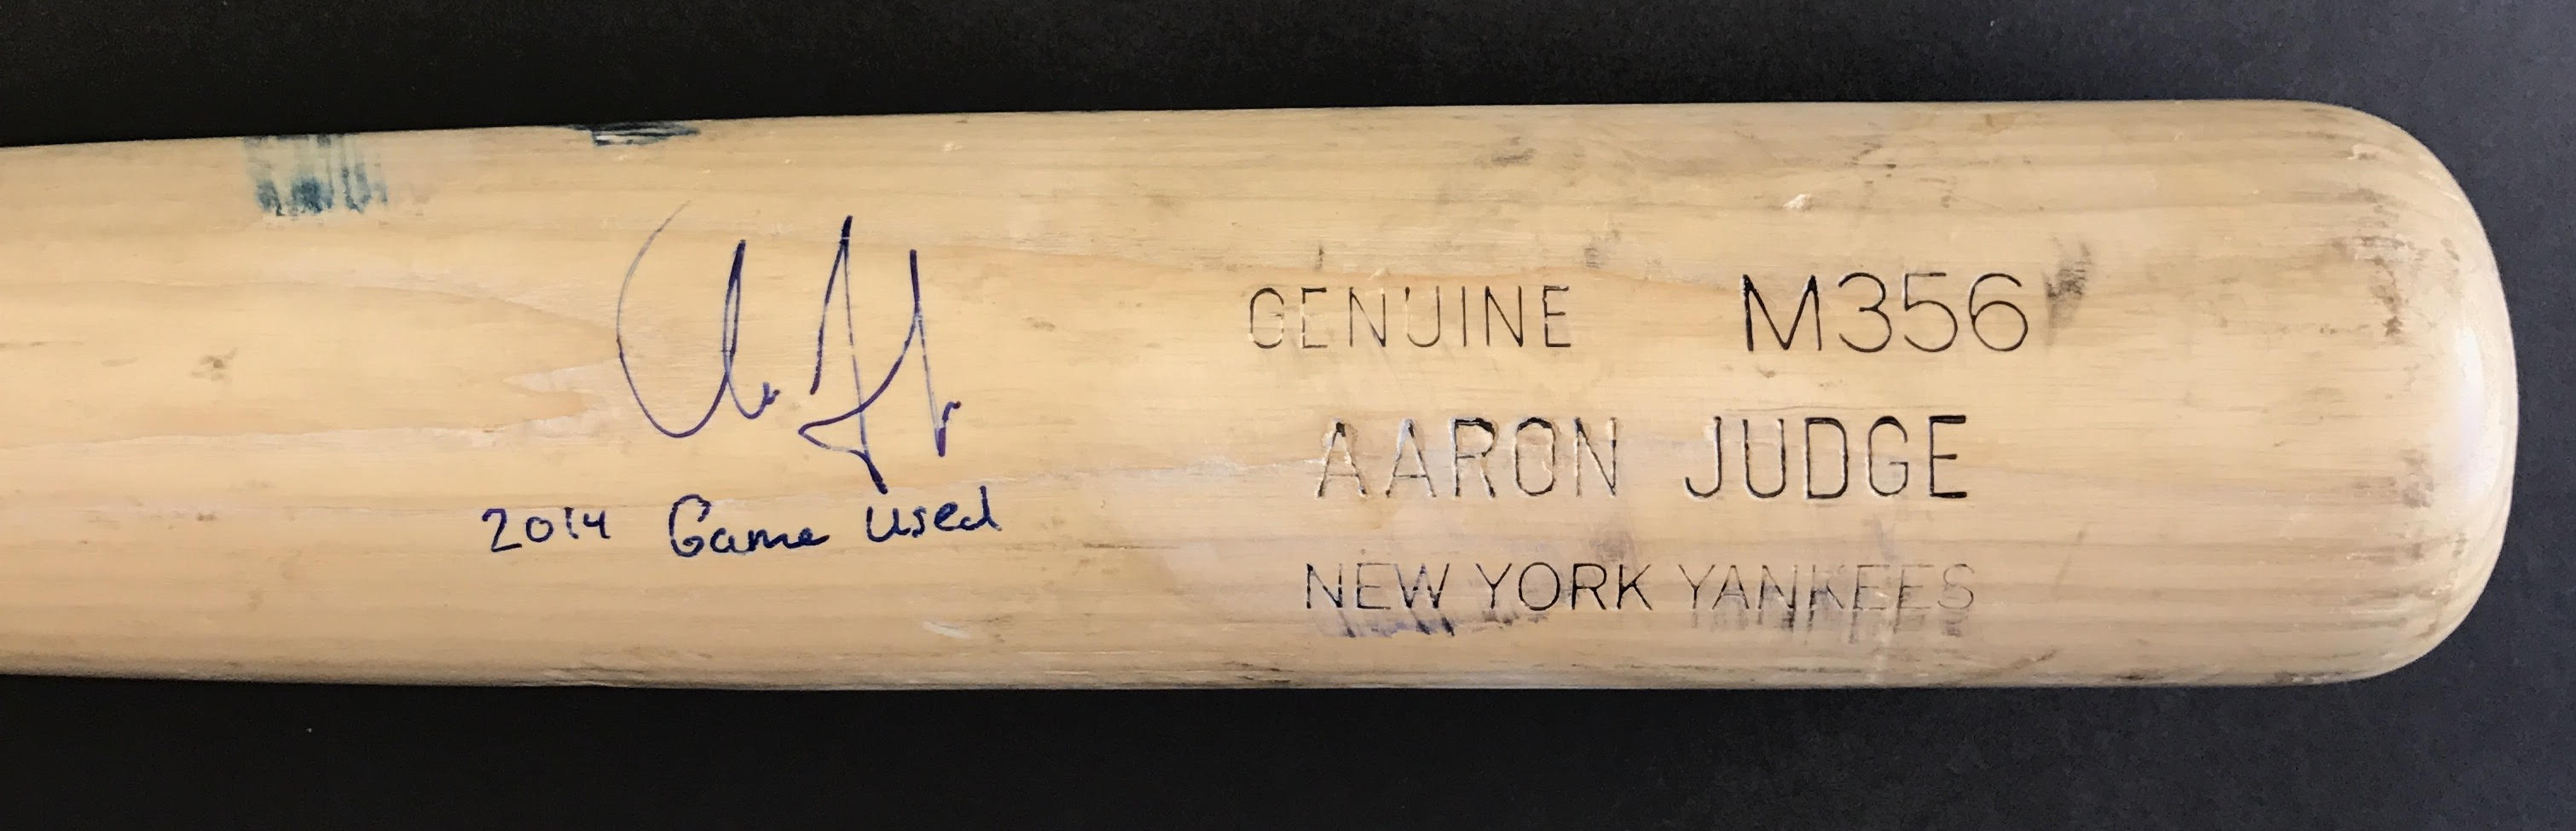 2014 Game Used
GENUINE M356
AARON JUDGE
NEW YORK YANKEES